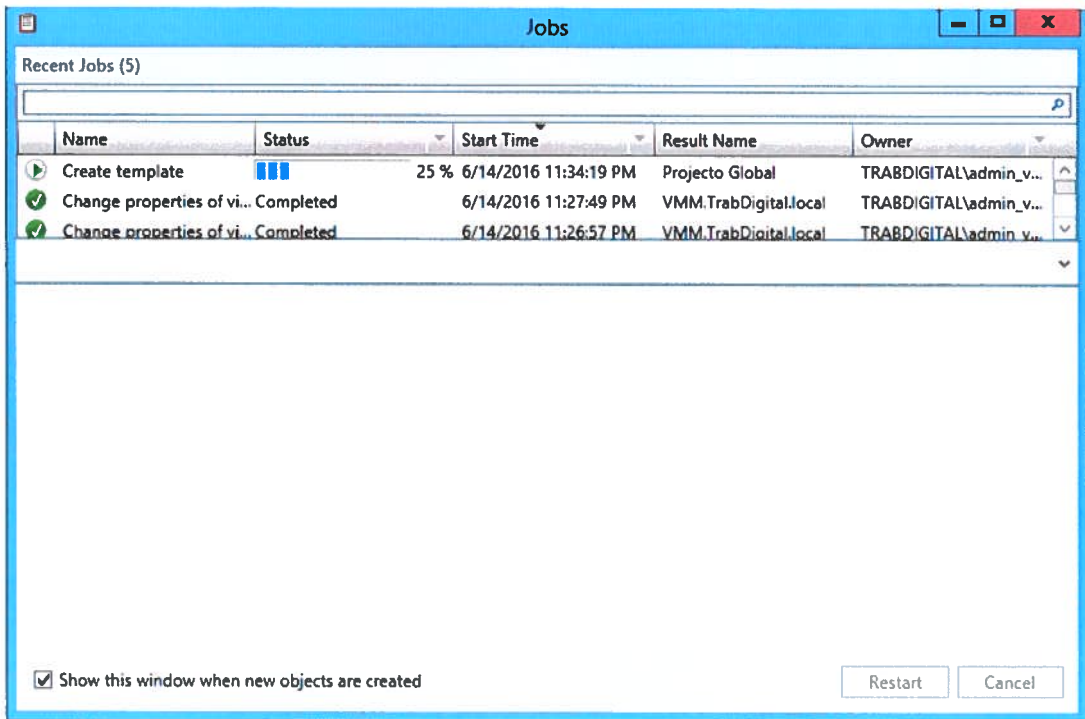 Jobs
Recent Jobs (5)
Name Status Start Time Result Name Owner
Create template 25 % 6/14/2016 11:34:19 PM Projecto Global TRABDIGITAL\admin_v...
Change properties of vi... Completed 6/14/2016 11:27:49 PM VMM.TrabDigital.local TRABDIGITAL\admin_v...
Change properties of vi... Completed 6/14/2016 11:26:57 PM VMM.TrabDigital.local TRABDIGITAL\admin_v...
Show this window when new objects are created
Restart Cancel